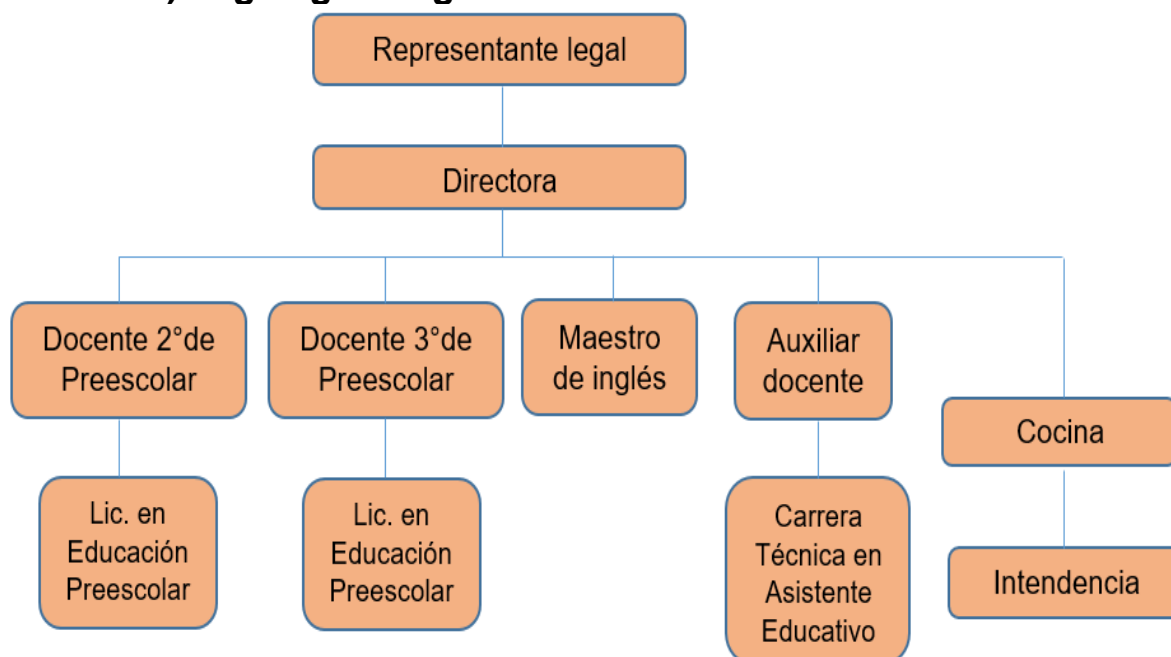 Representante legal
Directora
Docente 2°de
Preescolar
Docente 3°de
Preescolar
Maestro
de inglés
Auxiliar
docente
Cocina
Lic. en
Educación
Preescolar
Lic. en
Educación
Preescolar
Carrera
Técnica en
Asistente
Educativo
Intendencia